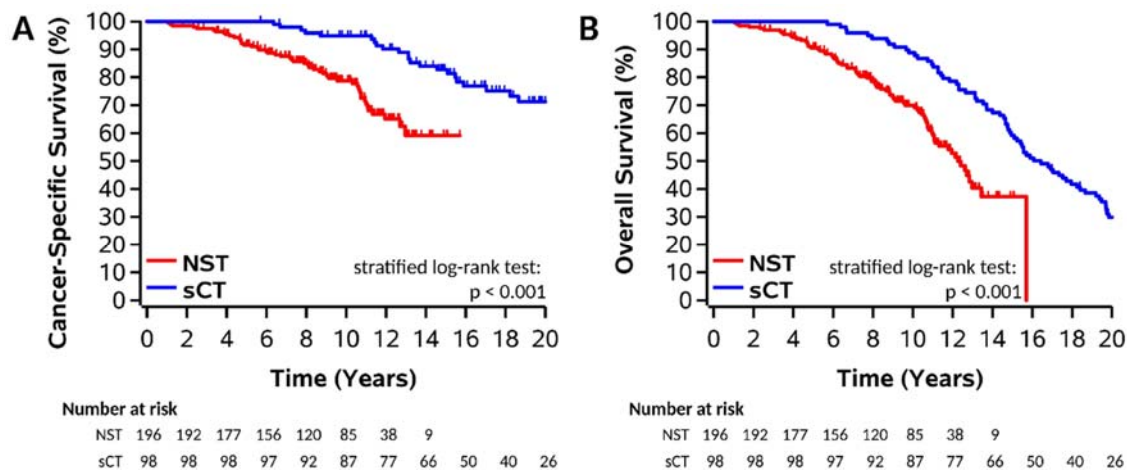 A
Cancer-Specific Survival (%)
100
90
80
70
60
50
40
30
20
10
0
NST
sCT
stratified log-rank test:
p < 0.001
0 2 4 6 8 10 12 14 16 18 20
Time (Years)
Number at risk
NST 196 192 177 156 120 85 38 9
sCT 98 98 98 97 92 87 77 66 50 40 26
B
Overall Survival (%)
100
90
80
70
60
50
40
30
20
10
0
NST
sCT
stratified log-rank test:
p < 0.001
0 2 4 6 8 10 12 14 16 18 20
Time (Years)
Number at risk
NST 196 192 177 156 120 85 38 9
sCT 98 98 98 97 92 87 77 66 50 40 26